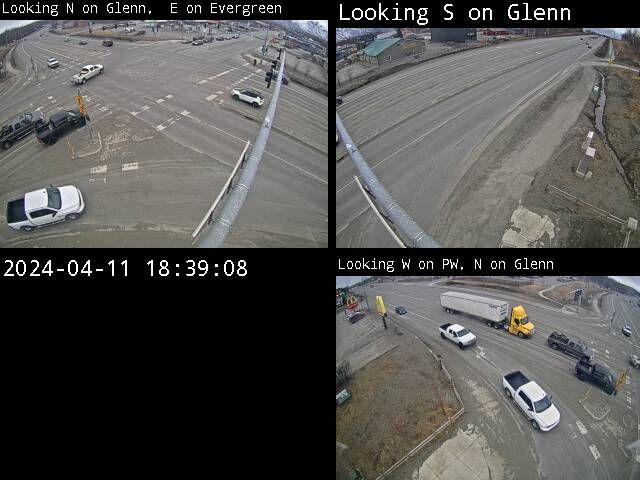 Looking N on Glenn,  E on Evergreen
Looking S on Glenn
2024-04-11 18:39:08
Looking W on PW, N on Glenn